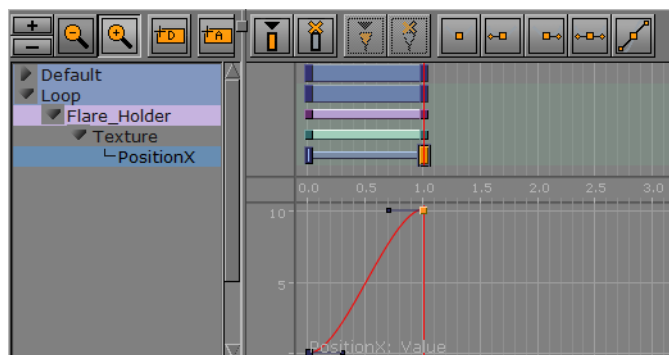 +D
+A
Default
Loop
Flare_Holder
Texture
PositionX
0.0 0.5 1.0 1.5 2.0 2.5 3.0
10
5
PositionX: Value